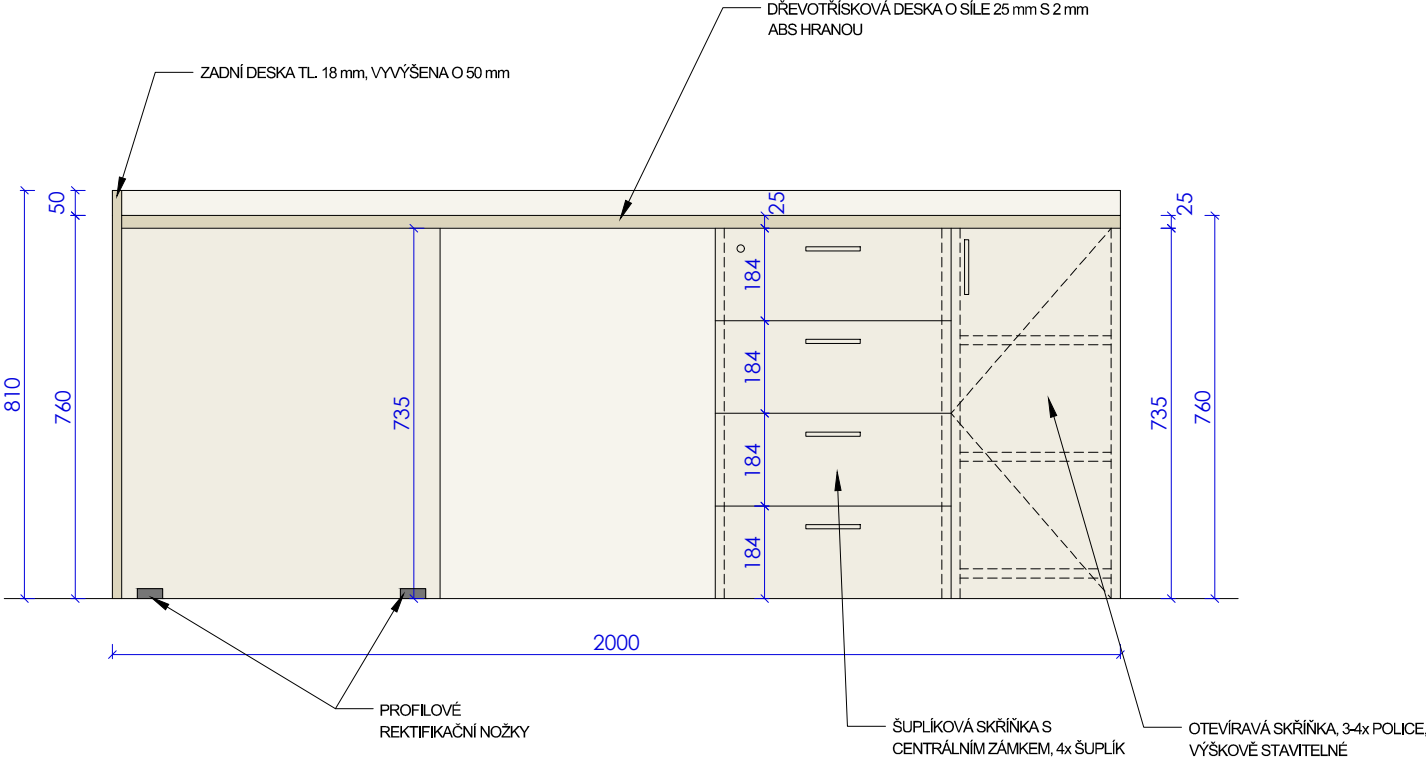 DŘEVOTŘÍSKOVÁ DESKA O SÍLE 25 mm S 2 mm
ABS HRANOU
ZADNÍ DESKA TL. 18 mm, VYVÝŠENA O 50 mm
50
25
25
810
760
735
184
184
184
184
735
760
2000
PROFILOVÉ
REKTIFIKAČNÍ NOŽKY
ŠUPLÍKOVÁ SKŘÍŇKA S
CENTRÁLNÍM ZÁMKEM, 4x ŠUPLÍK
OTEVÍRAVÁ SKŘÍŇKA, 3-4x POLICE,
VÝŠKOVĚ STAVITELNÉ